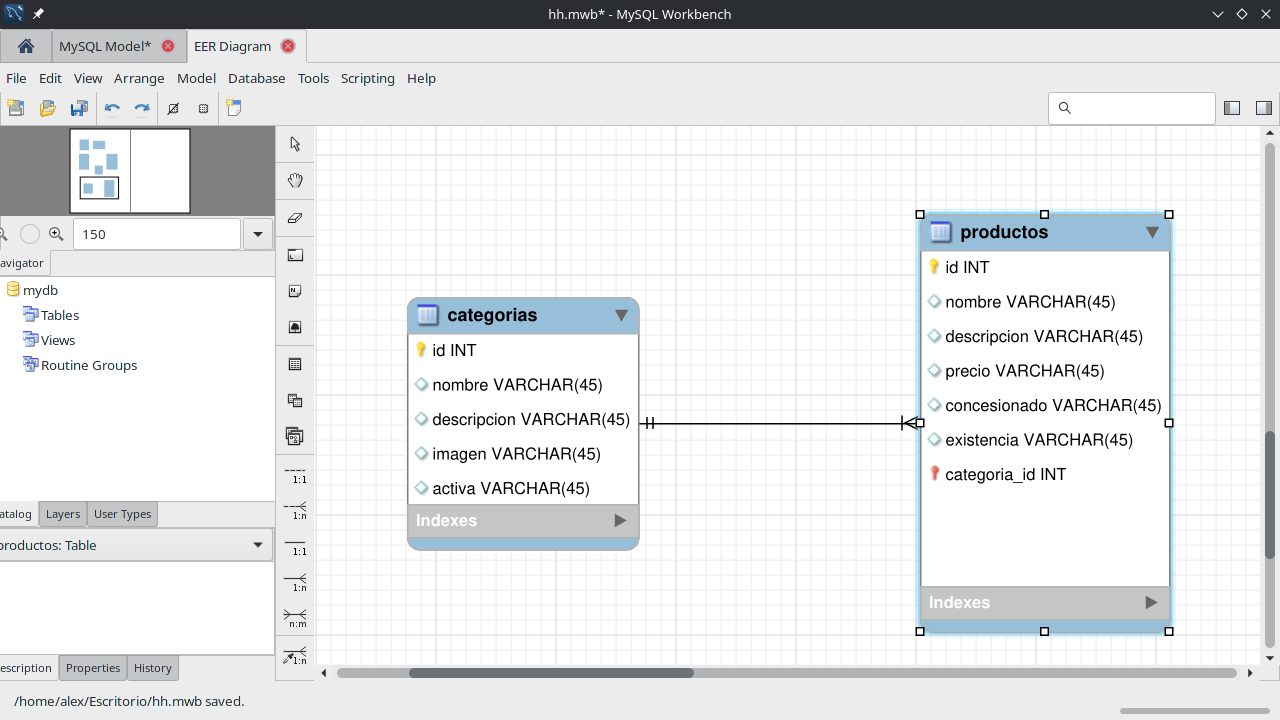 hh.mwb* - MySQL Workbench
MySQL Model*
EER Diagram
File Edit View Arrange Model Database Tools Scripting Help
150
avigator
mydb
Tables
Views
Routine Groups
atalog Layers User Types
productos: Table
escription Properties History
/home/alex/Escritorio/hh.mwb saved.
1:1
1:n
1:1
1:n
n:m
1:n
categorias
id INT
nombre VARCHAR(45)
descripcion VARCHAR(45)
imagen VARCHAR(45)
activa VARCHAR(45)
Indexes
productos
id INT
nombre VARCHAR(45)
descripcion VARCHAR(45)
precio VARCHAR(45)
concesionado VARCHAR(45)
existencia VARCHAR(45)
categoria_id INT
Indexes